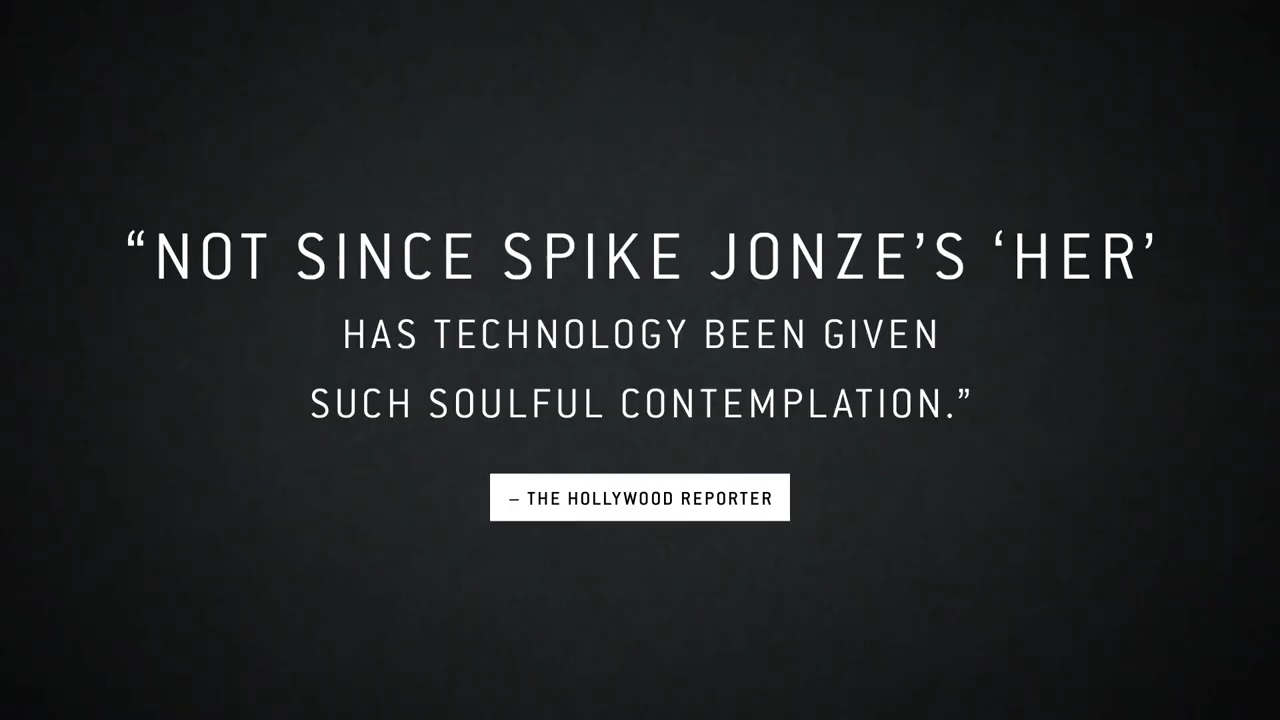 “NOT SINCE SPIKE JONZE’S ‘HER’
HAS TECHNOLOGY BEEN GIVEN
SUCH SOULFUL CONTEMPLATION.”
– THE HOLLYWOOD REPORTER